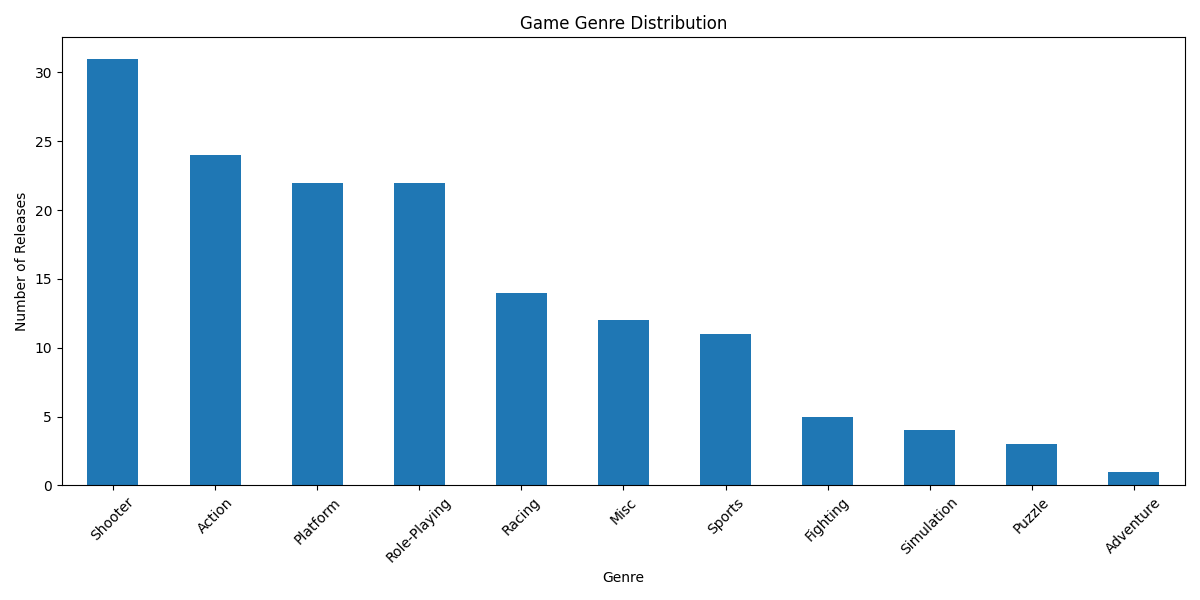 Game Genre Distribution
Number of Releases
30
25
20
15
10
5
0
Shooter
Action
Platform
Role-Playing
Racing
Misc
Sports
Fighting
Simulation
Puzzle
Adventure
Genre